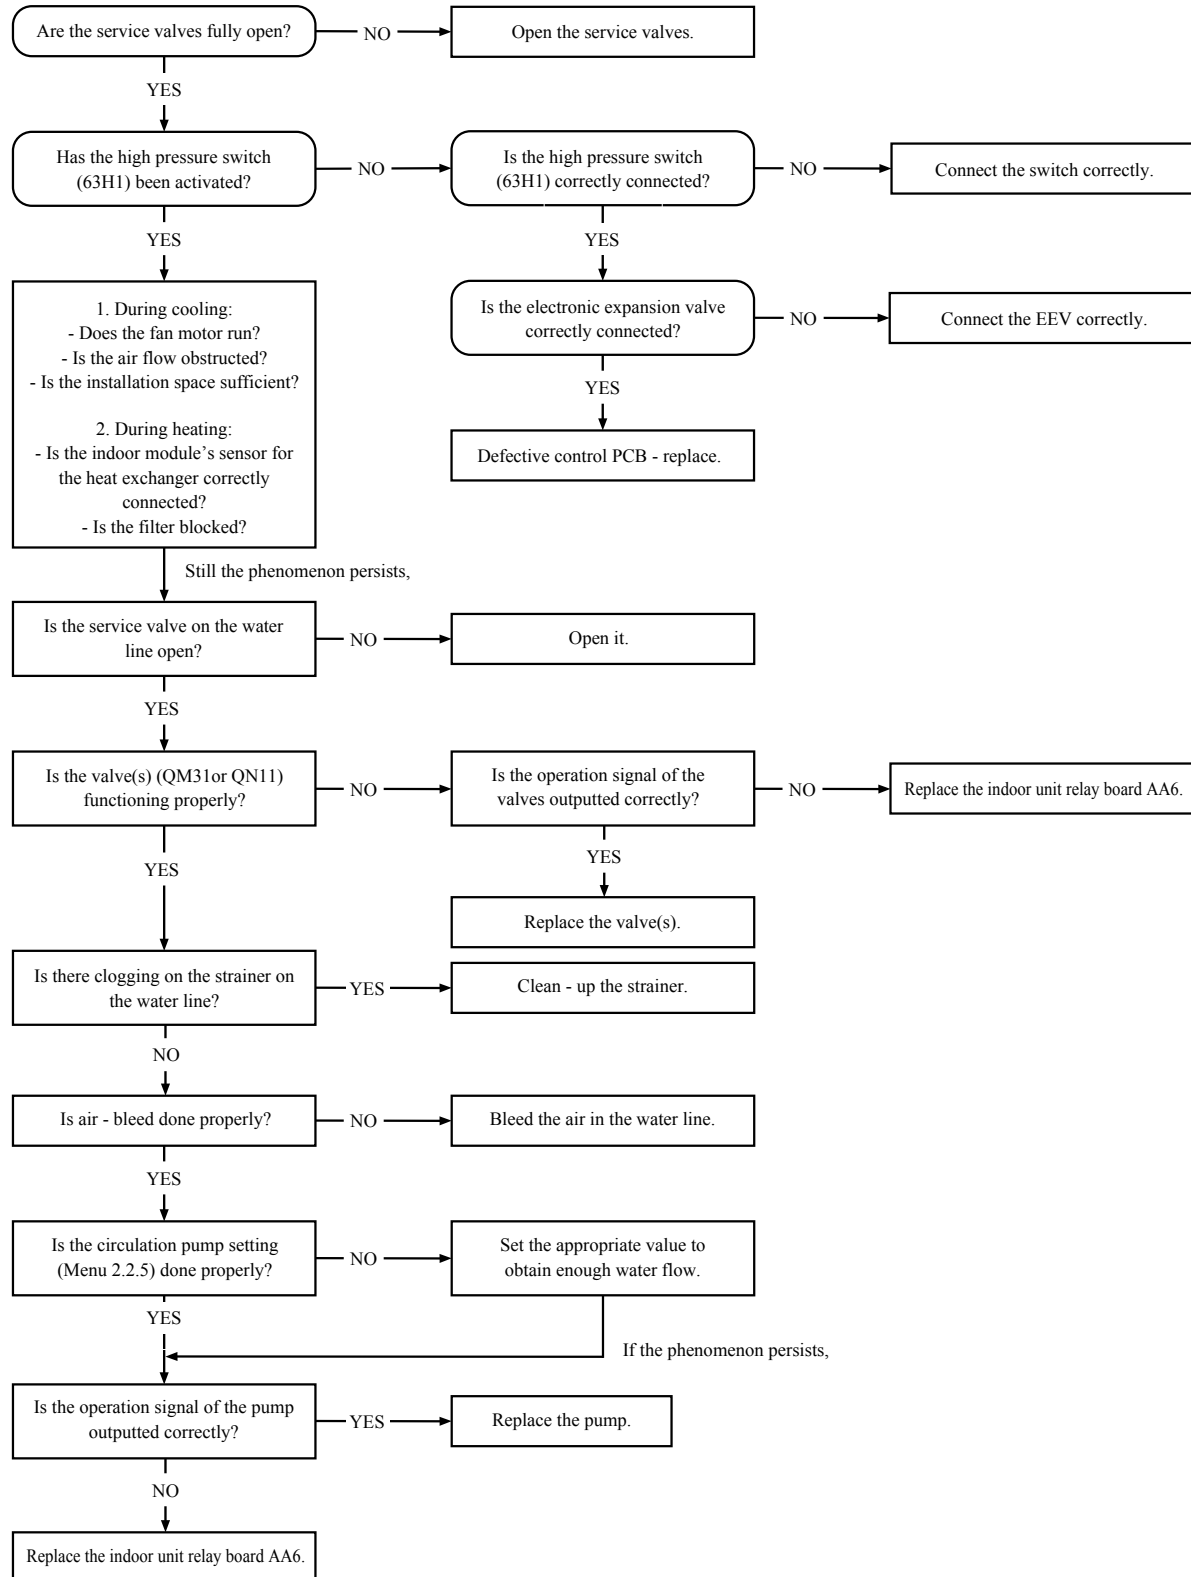 Are the service valves fully open?
NO
Open the service valves.
YES
Has the high pressure switch
(63H1) been activated?
NO
Is the high pressure switch
(63H1) correctly connected?
NO
Connect the switch correctly.
YES
YES
1. During cooling:
- Does the fan motor run?
- Is the air flow obstructed?
- Is the installation space sufficient?
2. During heating:
- Is the indoor module’s sensor for
the heat exchanger correctly
connected?
- Is the filter blocked?
Is the electronic expansion valve
correctly connected?
NO
Connect the EEV correctly.
YES
Defective control PCB - replace.
Still the phenomenon persists,
Is the service valve on the water
line open?
NO
Open it.
YES
Is the valve(s) (QM31or QN11)
functioning properly?
NO
Is the operation signal of the
valves outputted correctly?
NO
Replace the indoor unit relay board AA6.
YES
YES
Replace the valve(s).
Is there clogging on the strainer on
the water line?
YES
Clean - up the strainer.
NO
Is air - bleed done properly?
NO
Bleed the air in the water line.
YES
Is the circulation pump setting
(Menu 2.2.5) done properly?
NO
Set the appropriate value to
obtain enough water flow.
YES
If the phenomenon persists,
Is the operation signal of the pump
outputted correctly?
YES
Replace the pump.
NO
Replace the indoor unit relay board AA6.